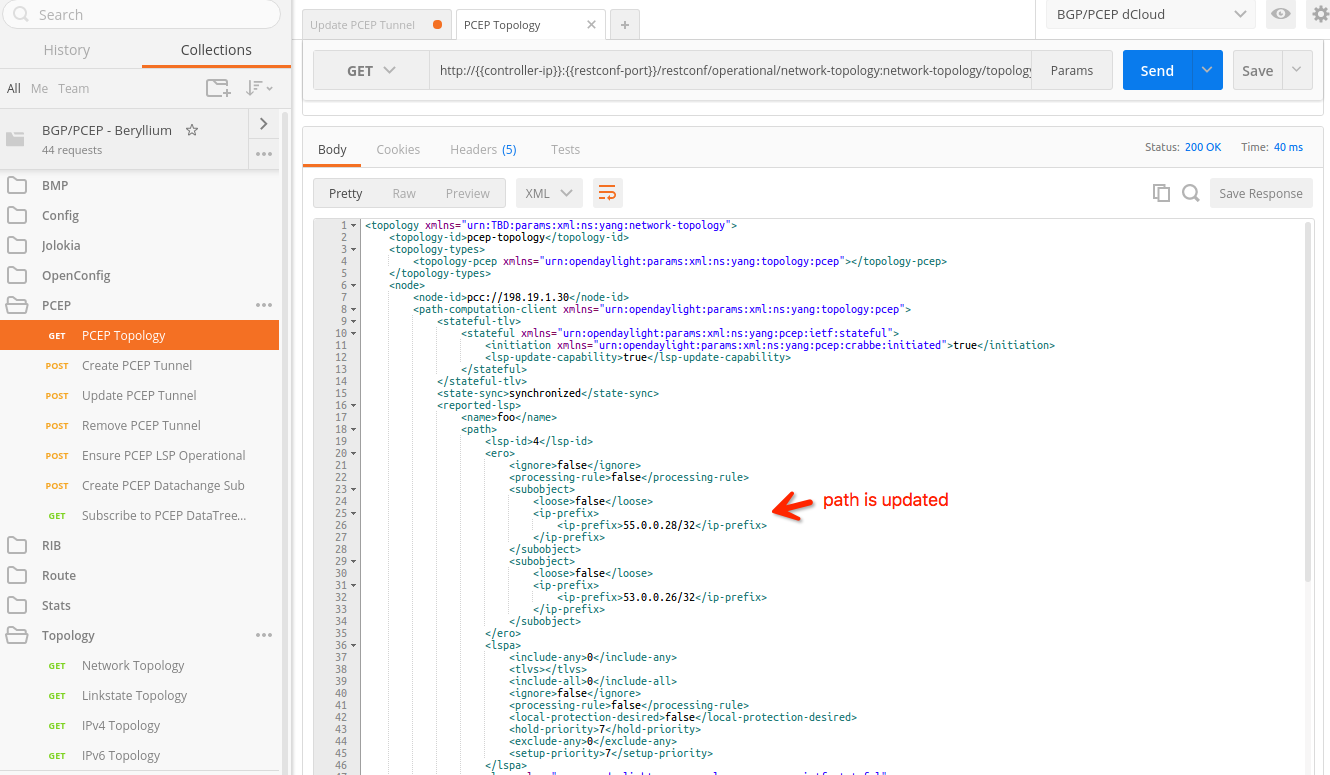 Search
History
Collections
All Me Team
BGP/PCEP - Beryllium
44 requests
BMP
Config
Jolokia
OpenConfig
PCEP
GET PCEP Topology
POST Create PCEP Tunnel
POST Update PCEP Tunnel
POST Remove PCEP Tunnel
POST Ensure PCEP LSP Operational
POST Create PCEP Datachange Sub
GET Subscribe to PCEP DataTree...
RIB
Route
Stats
Topology
GET Network Topology
GET Linkstate Topology
GET IPv4 Topology
GET IPv6 Topology
Update PCEP Tunnel
PCEP Topology
BGP/PCEP dCloud
GET
http://{{controller-ip}}:{{restconf-port}}/restconf/operational/network-topology:network-topology/topology
Params
Send
Save
Body
Cookies
Headers (5)
Tests
Status: 200 OK
Time: 40 ms
Pretty
Raw
Preview
XML
Save Response
1 <topology xmlns="urn:TBD:params:xml:ns:yang:network-topology">
2 <topology-id>pcep-topology</topology-id>
3 <topology-types>
4 <topology-pcep xmlns="urn:opendaylight:params:xml:ns:yang:topology:pcep"></topology-pcep>
5 </topology-types>
6 <node>
7 <node-id>pcc://198.19.1.30</node-id>
8 <path-computation-client xmlns="urn:opendaylight:params:xml:ns:yang:topology:pcep">
9 <stateful-tlv>
10 <stateful xmlns="urn:opendaylight:params:xml:ns:yang:pcep:ietf:stateful">
11 <initiation xmlns="urn:opendaylight:params:xml:ns:yang:pcep:crabbe:initiated">true</initiation>
12 <lsp-update-capability>true</lsp-update-capability>
13 </stateful>
14 </stateful-tlv>
15 <state-sync>synchronized</state-sync>
16 <reported-lsp>
17 <name>foo</name>
18 <path>
19 <lsp-id>4</lsp-id>
20 <ero>
21 <ignore>false</ignore>
22 <processing-rule>false</processing-rule>
23 <subobject>
24 <loose>false</loose>
25 <ip-prefix>
26 <ip-prefix>55.0.0.28/32</ip-prefix>
27 </ip-prefix>
28 </subobject>
29 <subobject>
30 <loose>false</loose>
31 <ip-prefix>
32 <ip-prefix>53.0.0.26/32</ip-prefix>
33 </ip-prefix>
34 </subobject>
35 </ero>
36 <lspa>
37 <include-any>0</include-any>
38 <tlvs></tlvs>
39 <include-all>0</include-all>
40 <ignore>false</ignore>
41 <processing-rule>false</processing-rule>
42 <local-protection-desired>false</local-protection-desired>
43 <hold-priority>7</hold-priority>
44 <exclude-any>0</exclude-any>
45 <setup-priority>7</setup-priority>
46 </lspa>
path is updated